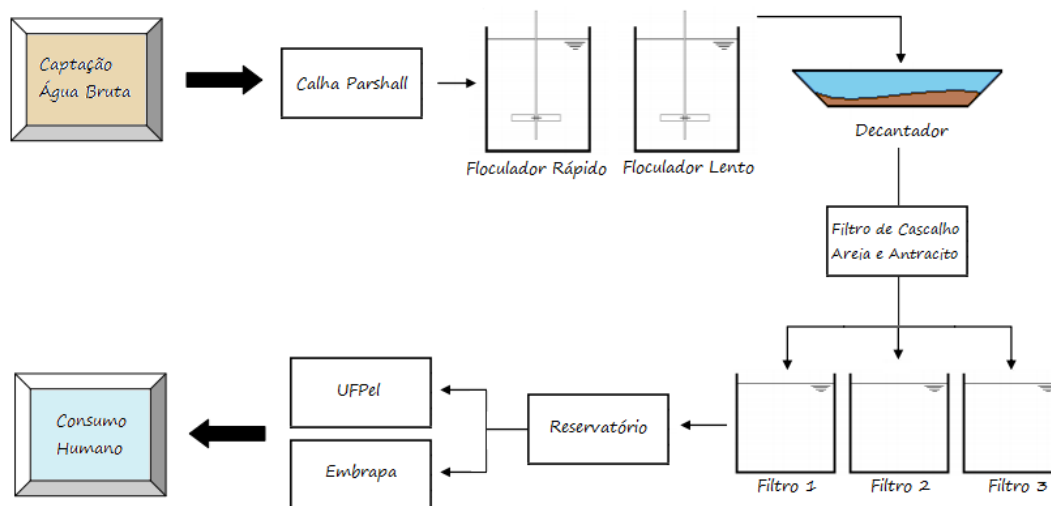 Captação
Água Bruta
Calha Parshall
Floculador Rápido
Floculador Lento
Decantador
Filtro de Cascalho
Areia e Antracito
Filtro 1
Filtro 2
Filtro 3
Reservatório
UFPel
Embrapa
Consumo
Humano